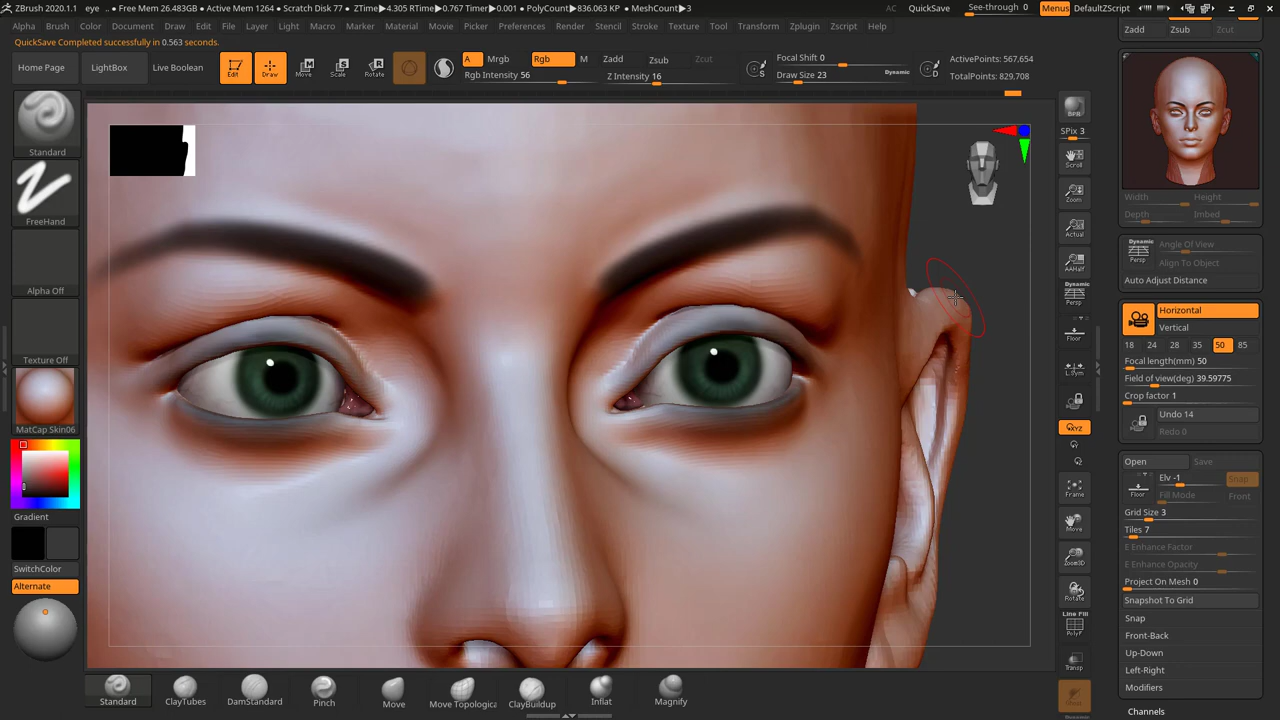 ZBrush 2020.1.1 eye .. • Free Mem 26.483GB • Active Mem 1264 • Scratch Disk 77 • ZTime▶4.305 RTime▶0.767 Timer▶0.001 • PolyCount▶836.063 KP • MeshCount▶3 AC QuickSave See-through 0 Menus DefaultZScript
Alpha Brush Color Document Draw Edit File Layer Light Macro Marker Material Movie Picker Preferences Render Stencil Stroke Texture Tool Transform Zplugin Zscript Help
QuickSave Completed successfully in 0.563 seconds.
Home Page LightBox Live Boolean
Edit Draw Move Scale Rotate
A Mrgb Rgb M Zadd Zsub Zcut
Rgb Intensity 56 Z Intensity 16
S Focal Shift 0
Draw Size 23 Dynamic
D ActivePoints: 567,654
TotalPoints: 829,708
Standard
FreeHand
Alpha Off
Texture Off
MatCap Skin06
Gradient
SwitchColor
Alternate
BPR
SPix 3
Scroll
Zoom
Actual
AAHalf
Dynamic
Persp
Floor
L.Sym
XYZ
Frame
Move
Zoom3D
Rotate
Line Fill
PolyF
Transp
Ghost
Dynamic
Zadd Zsub Zcut
Width Height
Depth Imbed
Dynamic
Persp
Angle Of View
Align To Object
Auto Adjust Distance
Horizontal
Vertical
18 24 28 35 50 85
Focal length(mm) 50
Field of view(deg) 39.59775
Crop factor 1
Undo 14
Redo 0
Open Save
Floor
Elv -1 Snap
Fill Mode Front
Grid Size 3
Tiles 7
E Enhance Factor
E Enhance Opacity
Project On Mesh 0
Snapshot To Grid
Snap
Front-Back
Up-Down
Left-Right
Modifiers
Channels
Standard ClayTubes DamStandard Pinch Move Move Topologica ClayBuildup Inflat Magnify